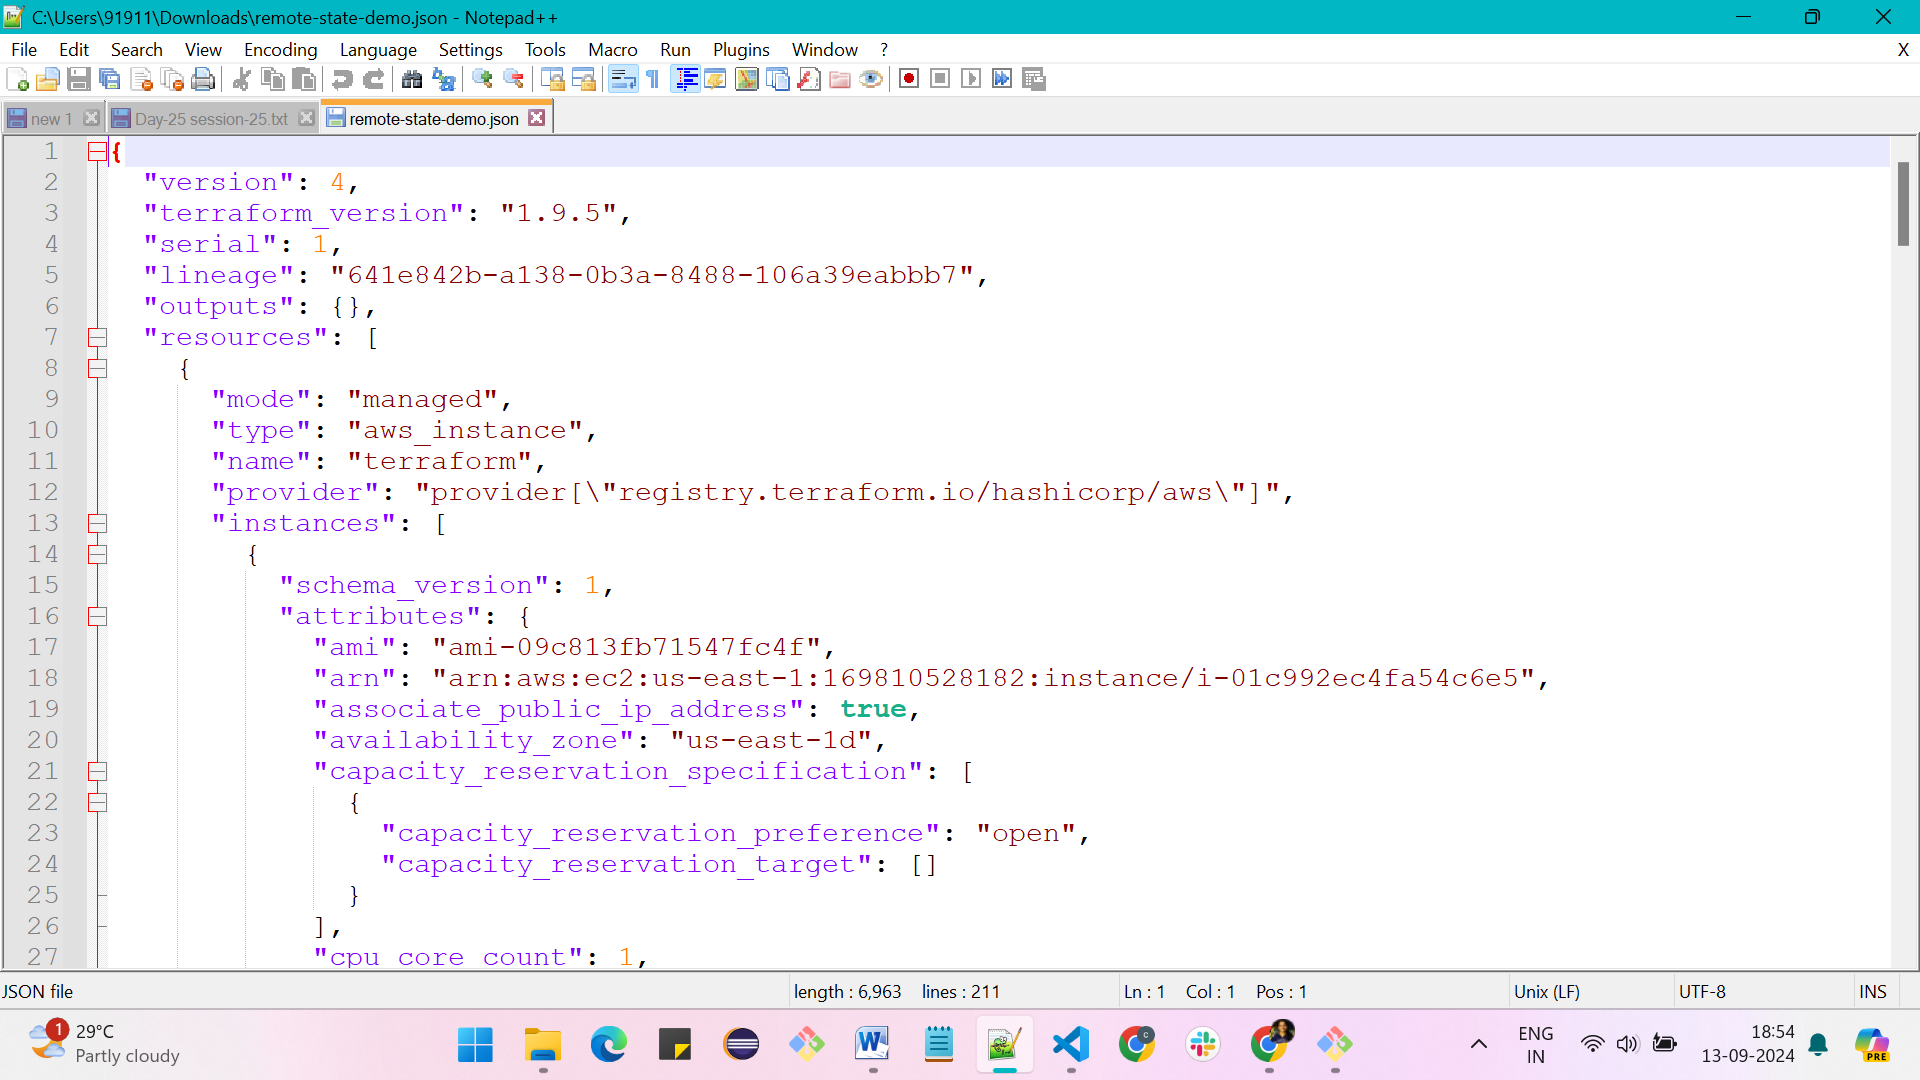 C:\Users\91911\Downloads\remote-state-demo.json - Notepad++
File Edit Search View Encoding Language Settings Tools Macro Run Plugins Window ? X
new 1 Day-25 session-25.txt remote-state-demo.json
1 {
2 "version": 4,
3 "terraform_version": "1.9.5",
4 "serial": 1,
5 "lineage": "641e842b-a138-0b3a-8488-106a39eabbb7",
6 "outputs": {},
7 "resources": [
8 {
9 "mode": "managed",
10 "type": "aws_instance",
11 "name": "terraform",
12 "provider": "provider[\"registry.terraform.io/hashicorp/aws\"]",
13 "instances": [
14 {
15 "schema_version": 1,
16 "attributes": {
17 "ami": "ami-09c813fb71547fc4f",
18 "arn": "arn:aws:ec2:us-east-1:169810528182:instance/i-01c992ec4fa54c6e5",
19 "associate_public_ip_address": true,
20 "availability_zone": "us-east-1d",
21 "capacity_reservation_specification": [
22 {
23 "capacity_reservation_preference": "open",
24 "capacity_reservation_target": []
25 }
26 ],
27 "cpu_core_count": 1,
JSON file length : 6,963 lines : 211 Ln : 1 Col : 1 Pos : 1 Unix (LF) UTF-8 INS
1 29°C
Partly cloudy
ENG
IN
18:54
13-09-2024
PRE